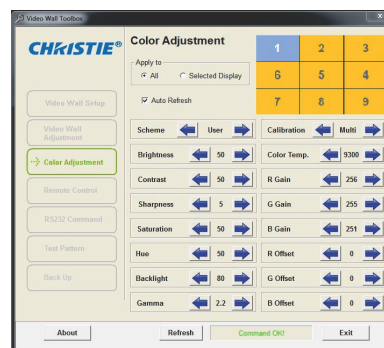 Video Wall Toolbox
CHRISTIE®
Color Adjustment
Apply to
All Selected Display
Auto Refresh
1 2 3
6 5 4
7 8 9
Video Wall Setup
Video Wall
Adjustment
Color Adjustment
Remote Control
RS232 Command
Test Pattern
Back Up
Scheme User Calibration Multi
Brightness 50 Color Temp. 9300
Contrast 50 R Gain 256
Sharpness 5 G Gain 255
Saturation 50 B Gain 251
Hue 50 R Offset 0
Backlight 80 G Offset 0
Gamma 2.2 B Offset 0
About Refresh Command OK! Exit